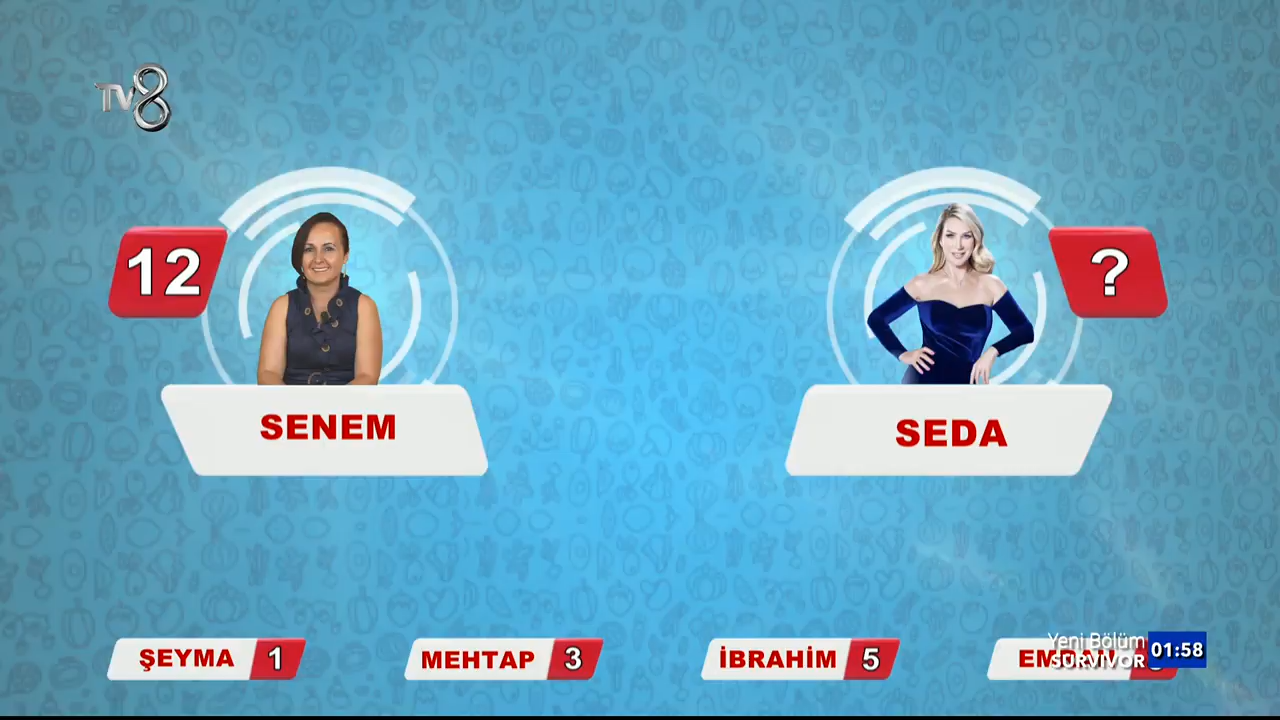 TV8
12
?
SENEM
SEDA
ŞEYMA 1
MEHTAP 3
İBRAHİM 5
Yeni Bölüm
SURVIVOR
01:58